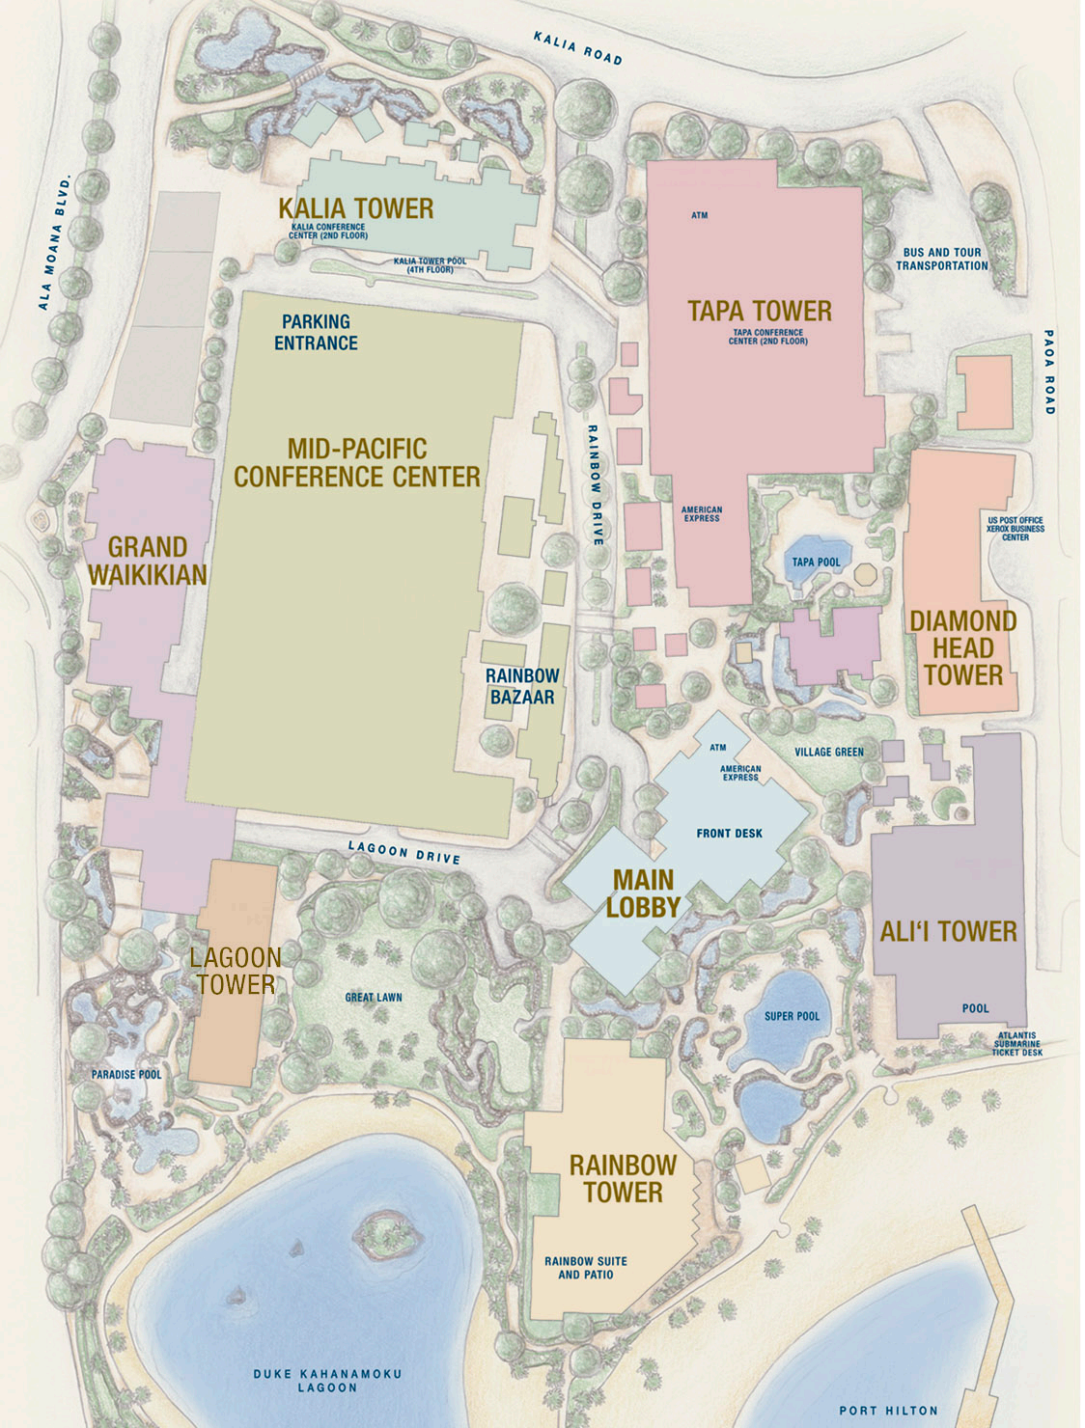 KALIA ROAD
ALA MOANA BLVD.
KALIA TOWER
KALIA CONFERENCE
CENTER (2ND FLOOR)
KALIA TOWER POOL
(4TH FLOOR)
ATM
TAPA TOWER
TAPA CONFERENCE
CENTER (2ND FLOOR)
BUS AND TOUR
TRANSPORTATION
PAOA ROAD
PARKING
ENTRANCE
MID-PACIFIC
CONFERENCE CENTER
RAINBOW DRIVE
AMERICAN
EXPRESS
US POST OFFICE
XEROX BUSINESS
CENTER
GRAND
WAIKIKIAN
TAPA POOL
DIAMOND
HEAD
TOWER
RAINBOW
BAZAAR
ATM
AMERICAN
EXPRESS
VILLAGE GREEN
FRONT DESK
LAGOON DRIVE
MAIN
LOBBY
ALI‘I TOWER
LAGOON
TOWER
GREAT LAWN
SUPER POOL
POOL
ATLANTIS
SUBMARINE
TICKET DESK
PARADISE POOL
RAINBOW
TOWER
RAINBOW SUITE
AND PATIO
DUKE KAHANAMOKU
LAGOON
PORT HILTON